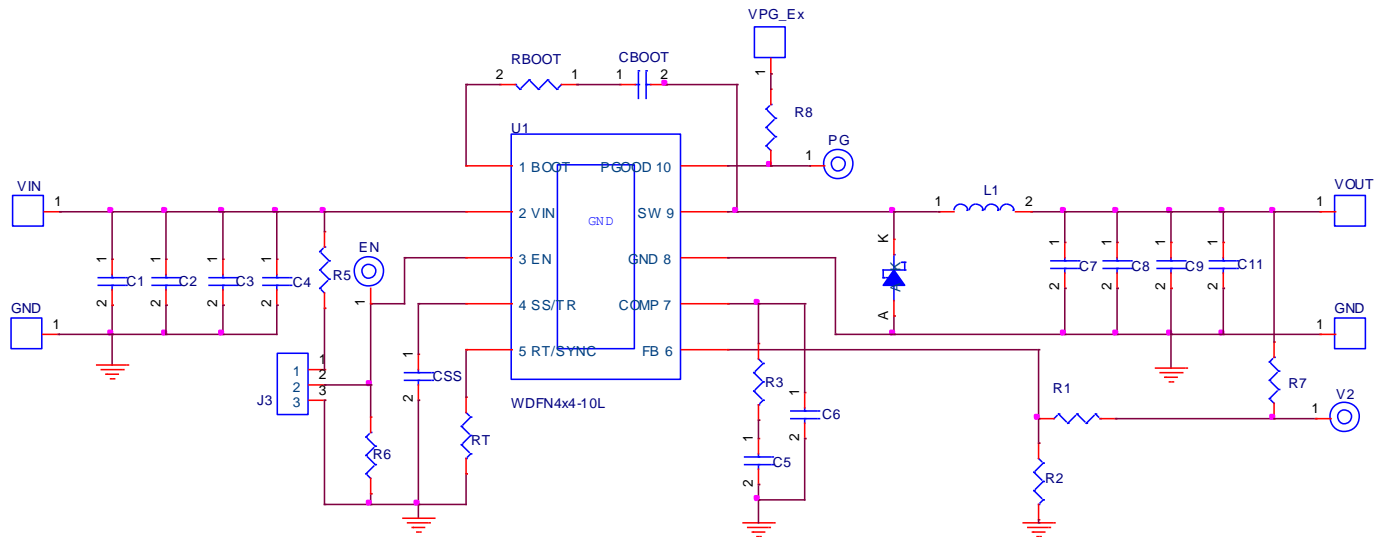 VPG_Ex
1
RBOOT
CBOOT
2 1 1 2
R8
U1
PG
1
1 BOOT
PGOOD 10
VIN
1
2 VIN
GND
SW 9
L1
1 2
VOUT
1
EN
1
3 EN
GND 8
K
A
1 C1 2
1 C2 2
1 C3 2
1 C4 2
R5
1 C7 2
1 C8 2
1 C9 2
1 C11 2
GND
1
4 SS/TR
COMP 7
GND
1
5 RT/SYNC
FB 6
J3
1 1
2 2
3 3
1 CSS 2
WDFN4x4-10L
R3
1 C6 2
R1
R7
V2
1
R6
RT
1 C5 2
R2